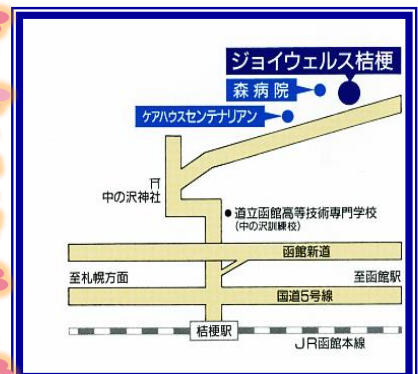 ジョイウェルス桔梗
森病院
ケアハウスセンテナリアン
中の沢神社
道立函館高等技術専門学校
(中の沢訓練校)
函館新道
至札幌方面
至函館駅
国道5号線
桔梗駅
JR函館本線